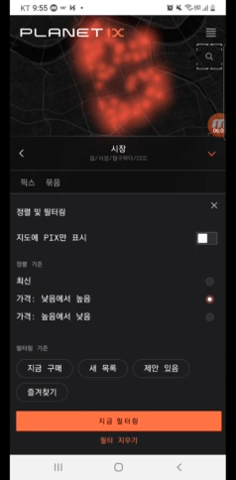 KT 9:55
PLANET IX
시장
픽스 묶음
정렬 및 필터링
지도에 PIX만 표시
정렬 기준
최신
가격: 낮음에서 높음
가격: 높음에서 낮음
필터링 기준
지금 구매 새 목록 제안 있음
즐겨찾기
지금 필터링
필터 지우기